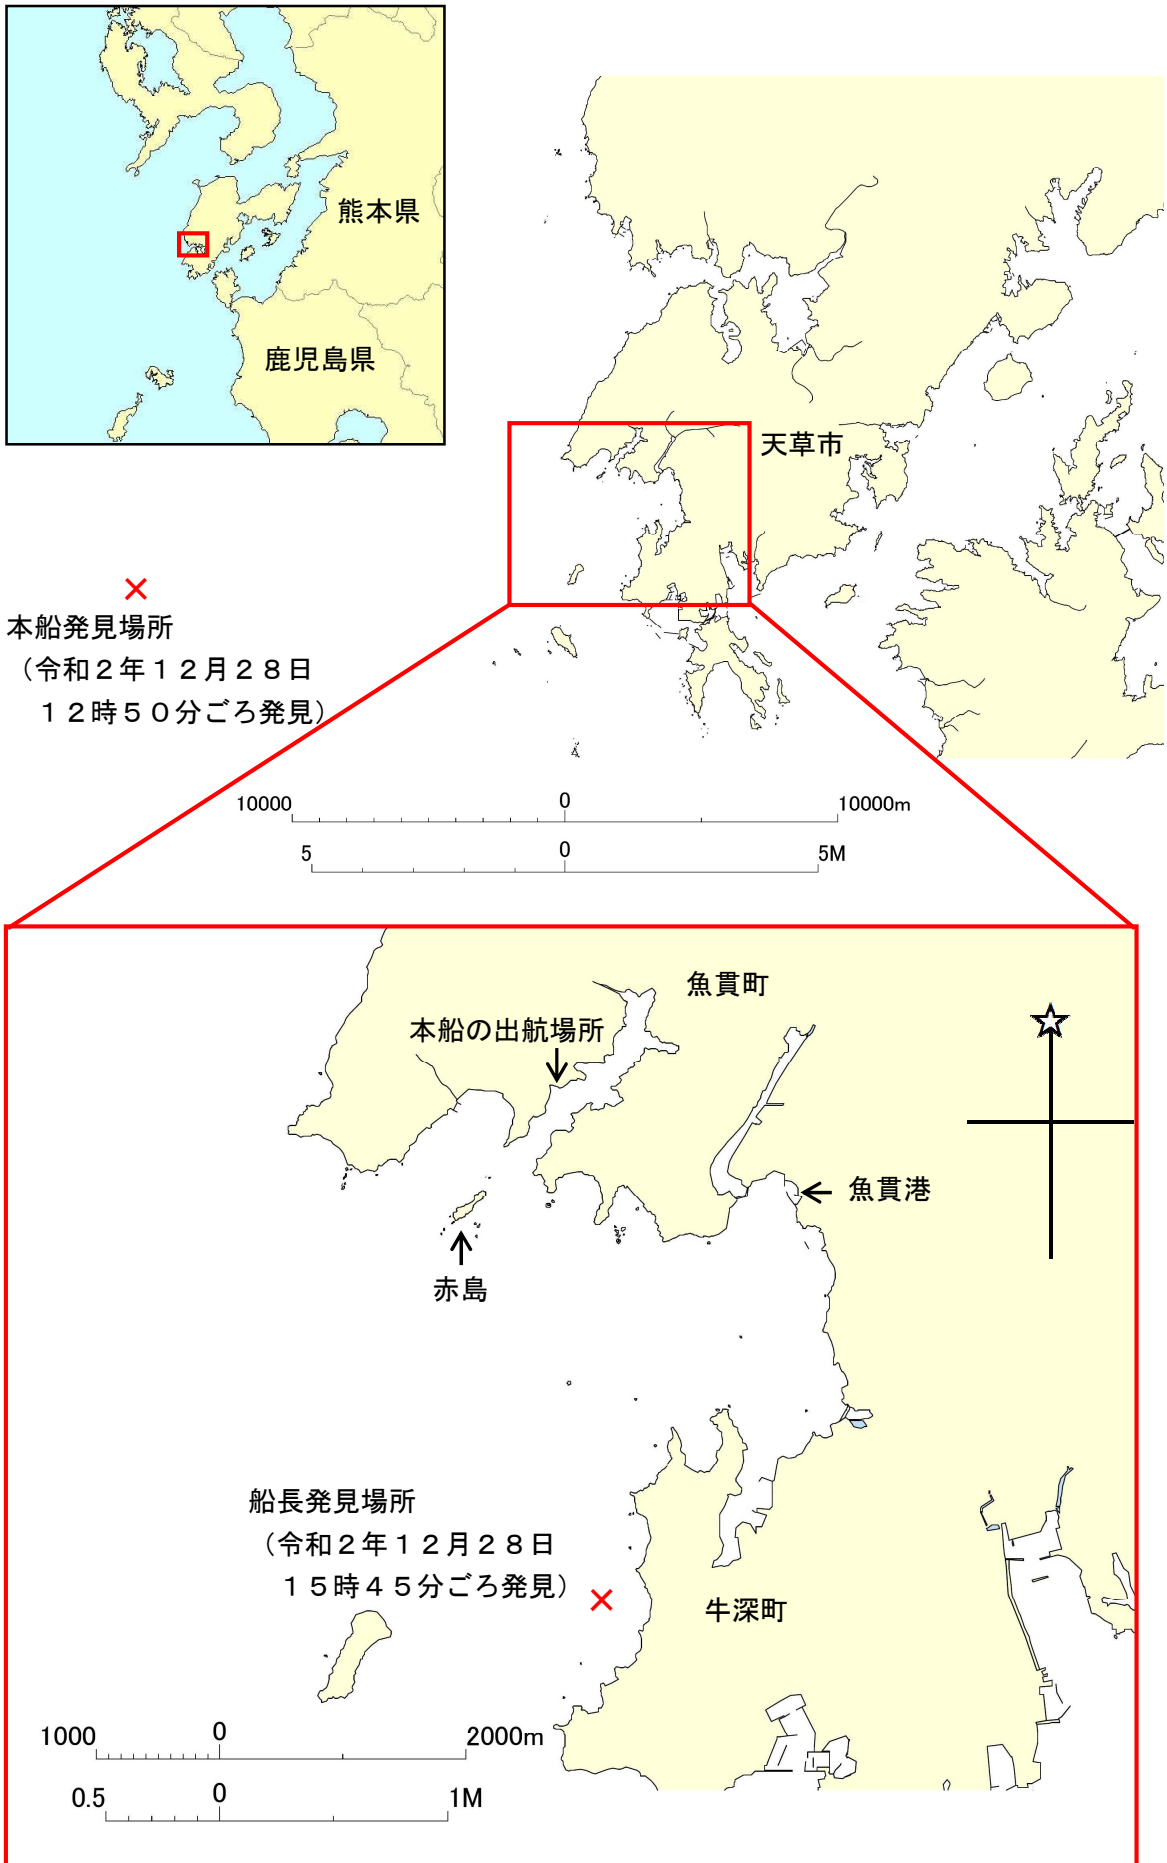 熊本県
鹿児島県
天草市
本船発見場所
（令和２年１２月２８日
１２時５０分ごろ発見）
10000 0 10000m
5 0 5M
魚貫町
本船の出航場所
魚貫港
赤島
船長発見場所
（令和２年１２月２８日
１５時４５分ごろ発見）
牛深町
1000 0 2000m
0.5 0 1M